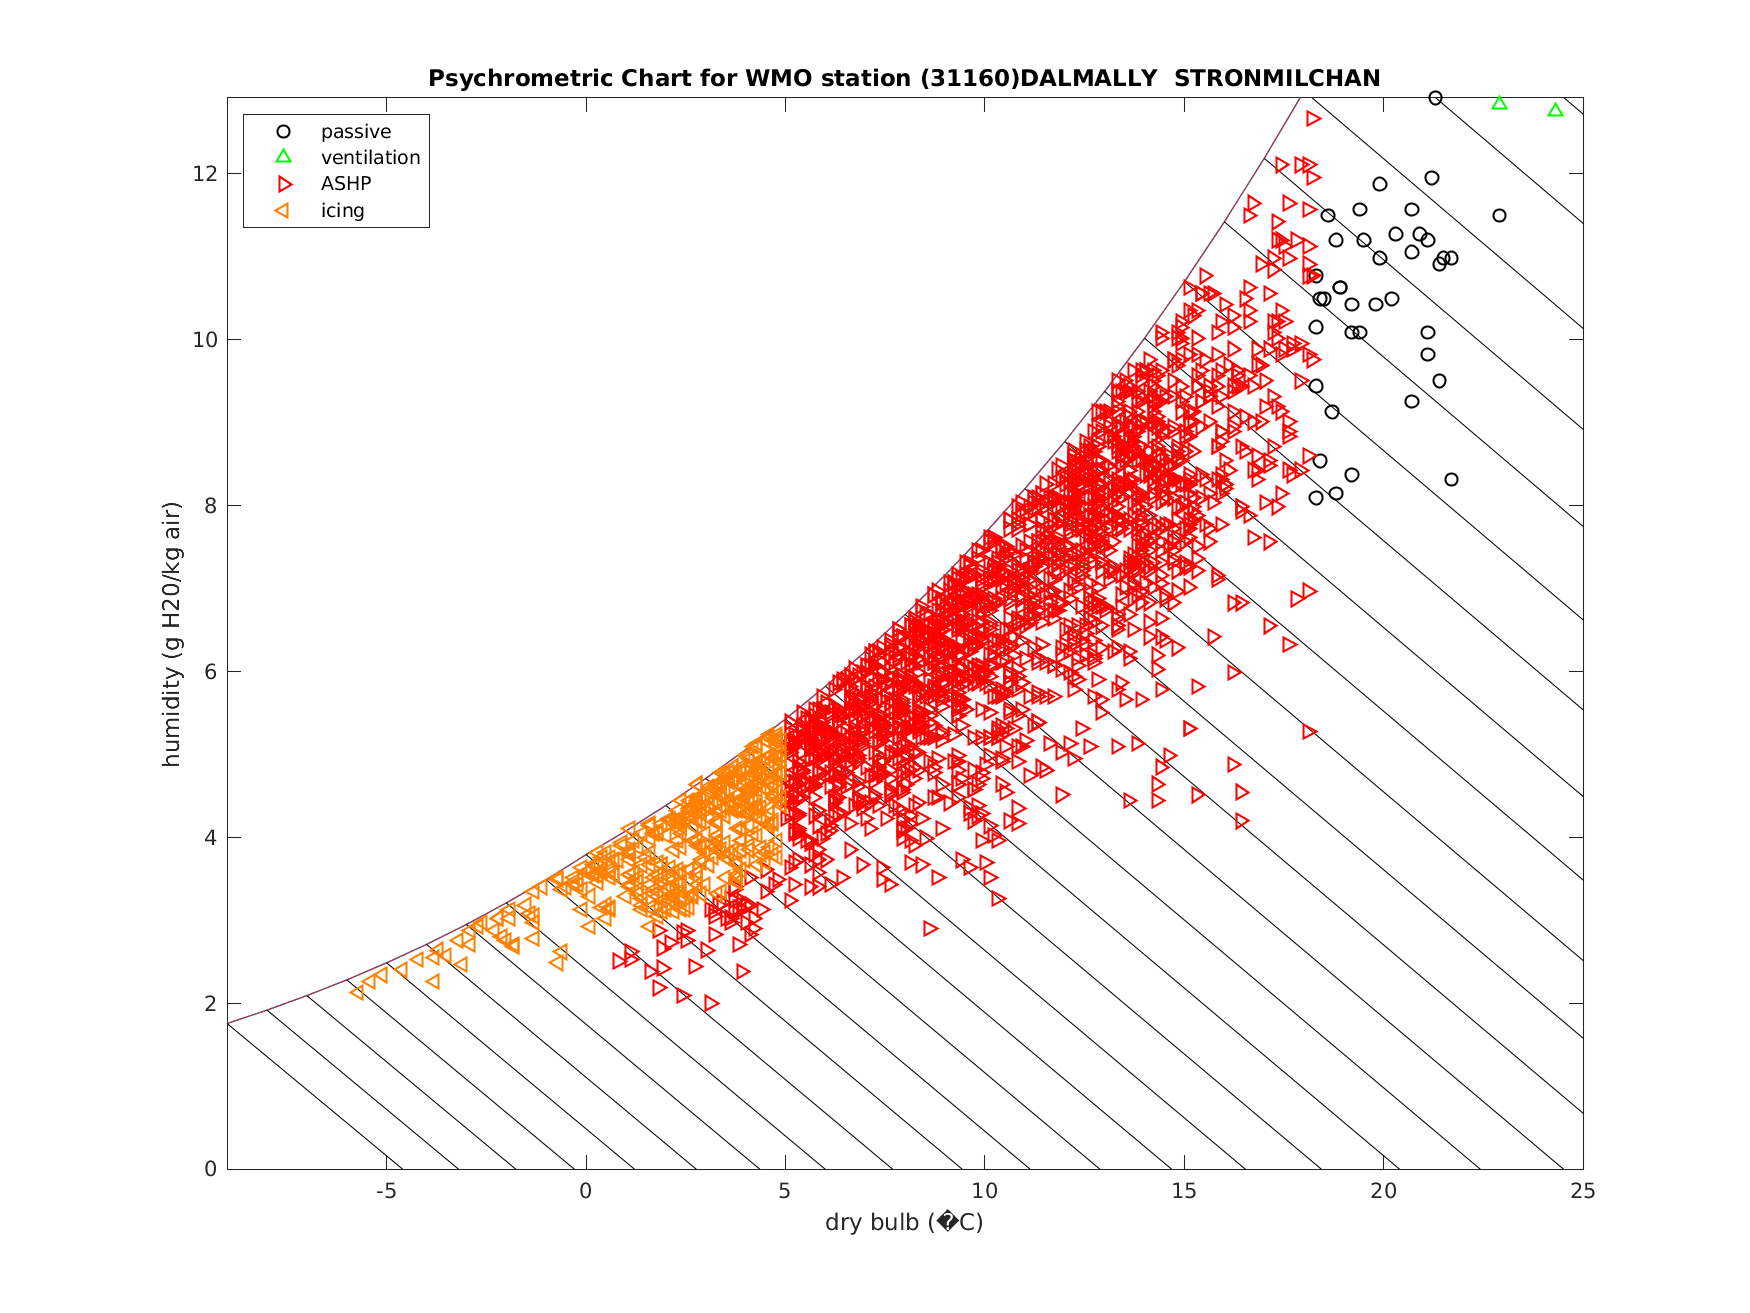 Psychrometric Chart for WMO station (31160)DALMALLY  STRONMILCHAN
passive
ventilation
ASHP
icing
humidity (g H20/kg air)
12
10
8
6
4
2
0
-5
0
5
10
15
20
25
dry bulb (�C)